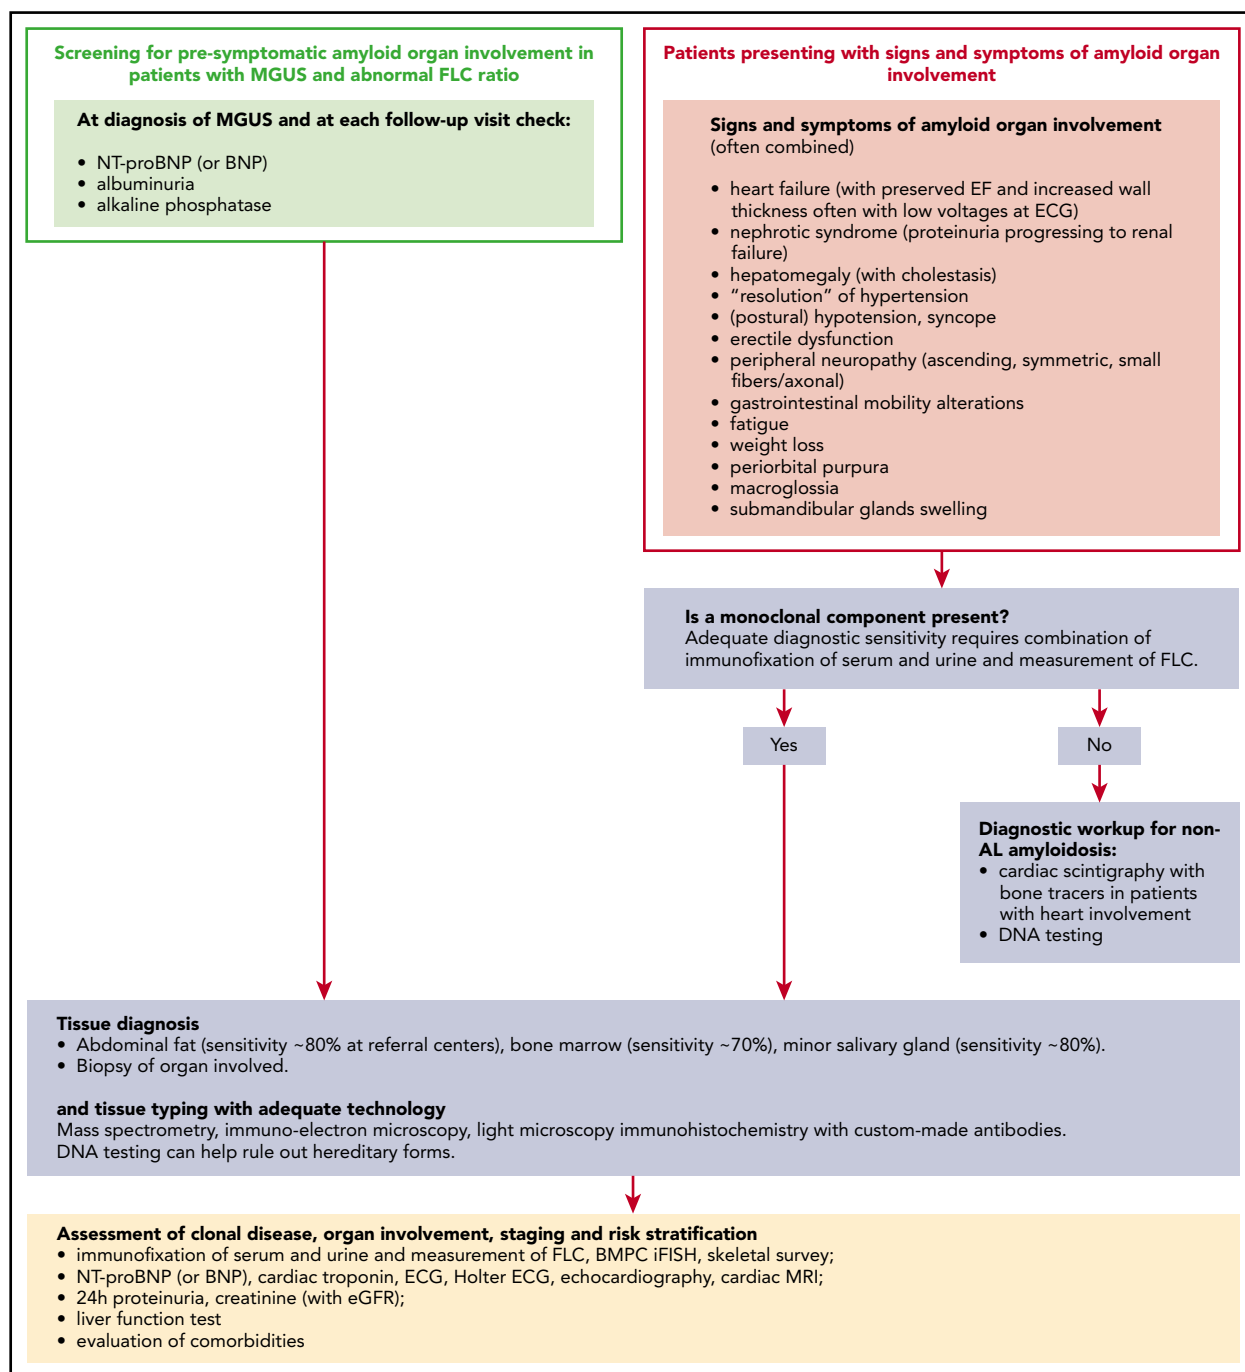 Screening for pre-symptomatic amyloid organ involvement in
patients with MGUS and abnormal FLC ratio
At diagnosis of MGUS and at each follow-up visit check:
• NT-proBNP (or BNP)
• albuminuria
• alkaline phosphatase
Patients presenting with signs and symptoms of amyloid organ
involvement
Signs and symptoms of amyloid organ involvement
(often combined)
• heart failure (with preserved EF and increased wall
thickness often with low voltages at ECG)
• nephrotic syndrome (proteinuria progressing to renal
failure)
• hepatomegaly (with cholestasis)
• “resolution” of hypertension
• (postural) hypotension, syncope
• erectile dysfunction
• peripheral neuropathy (ascending, symmetric, small
fibers/axonal)
• gastrointestinal mobility alterations
• fatigue
• weight loss
• periorbital purpura
• macroglossia
• submandibular glands swelling
Is a monoclonal component present?
Adequate diagnostic sensitivity requires combination of
immunofixation of serum and urine and measurement of FLC.
Yes
No
Diagnostic workup for non-
AL amyloidosis:
• cardiac scintigraphy with
bone tracers in patients
with heart involvement
• DNA testing
Tissue diagnosis
• Abdominal fat (sensitivity ~80% at referral centers), bone marrow (sensitivity ~70%), minor salivary gland (sensitivity ~80%).
• Biopsy of organ involved.
and tissue typing with adequate technology
Mass spectrometry, immuno-electron microscopy, light microscopy immunohistochemistry with custom-made antibodies.
DNA testing can help rule out hereditary forms.
Assessment of clonal disease, organ involvement, staging and risk stratification
• immunofixation of serum and urine and measurement of FLC, BMPC iFISH, skeletal survey;
• NT-proBNP (or BNP), cardiac troponin, ECG, Holter ECG, echocardiography, cardiac MRI;
• 24h proteinuria, creatinine (with eGFR);
• liver function test
• evaluation of comorbidities